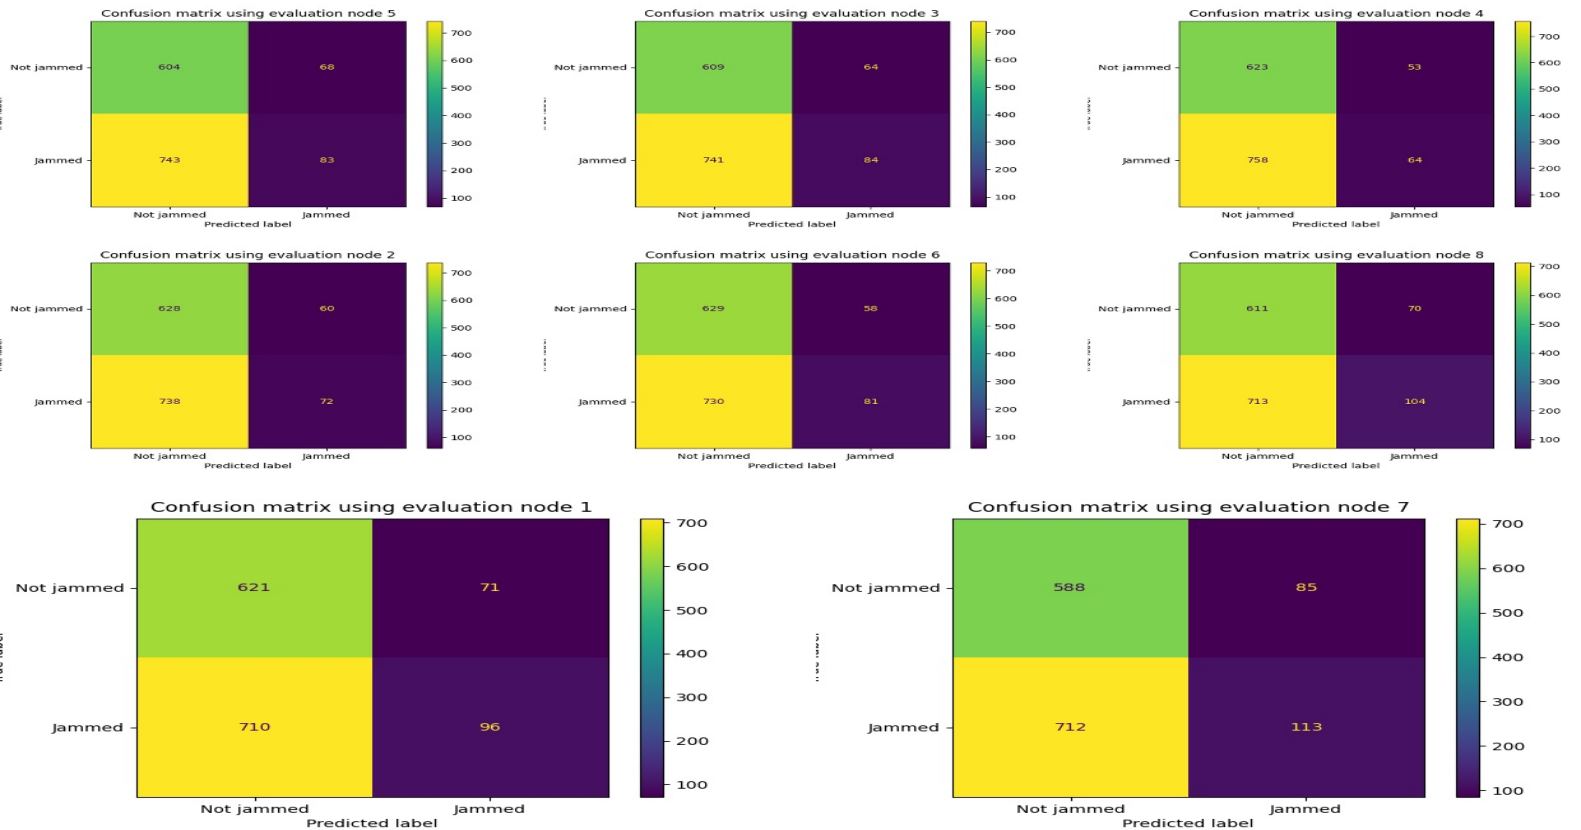 Confusion matrix using evaluation node 5
700
600
500
400
300
200
100
Not jammed
604
68
Jammed
743
83
Not jammed
Jammed
Predicted label
Confusion matrix using evaluation node 3
700
600
500
400
300
200
100
Not jammed
609
64
Jammed
741
84
Not jammed
Jammed
Predicted label
Confusion matrix using evaluation node 4
700
600
500
400
300
200
100
Not jammed
623
53
Jammed
758
64
Not jammed
Jammed
Predicted label
Confusion matrix using evaluation node 2
700
600
500
400
300
200
100
Not jammed
628
60
Jammed
738
72
Not jammed
Jammed
Predicted label
Confusion matrix using evaluation node 6
700
600
500
400
300
200
100
Not jammed
629
58
Jammed
730
81
Not jammed
Jammed
Predicted label
Confusion matrix using evaluation node 8
700
600
500
400
300
200
100
Not jammed
611
70
Jammed
713
104
Not jammed
Jammed
Predicted label
Confusion matrix using evaluation node 1
700
600
500
400
300
200
100
Not jammed
621
71
Jammed
710
96
Not jammed
Jammed
Predicted label
Confusion matrix using evaluation node 7
700
600
500
400
300
200
100
Not jammed
588
85
Jammed
712
113
Not jammed
Jammed
Predicted label